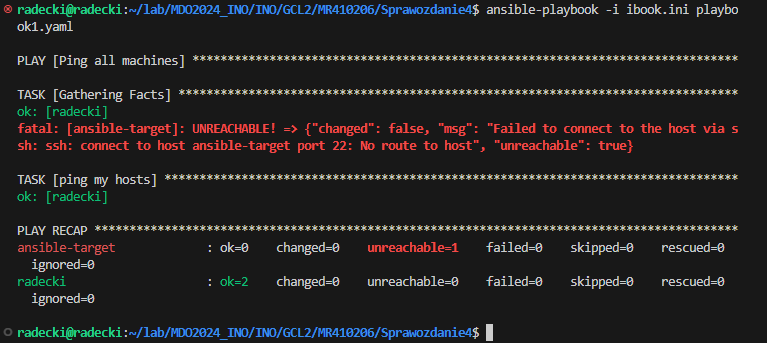 radecki@radecki:~/lab/MDO2024_INO/INO/GCL2/MR410206/Sprawozdanie4$ ansible-playbook -i ibook.ini playbo
ok1.yaml
PLAY [Ping all machines] ******************************************************************************
TASK [Gathering Facts] ********************************************************************************
ok: [radecki]
fatal: [ansible-target]: UNREACHABLE! => {"changed": false, "msg": "Failed to connect to the host via s
sh: ssh: connect to host ansible-target port 22: No route to host", "unreachable": true}
TASK [ping my hosts] **********************************************************************************
ok: [radecki]
PLAY RECAP ********************************************************************************************
ansible-target             : ok=0    changed=0    unreachable=1    failed=0    skipped=0    rescued=0
ignored=0
radecki                    : ok=2    changed=0    unreachable=0    failed=0    skipped=0    rescued=0
ignored=0
radecki@radecki:~/lab/MDO2024_INO/INO/GCL2/MR410206/Sprawozdanie4$